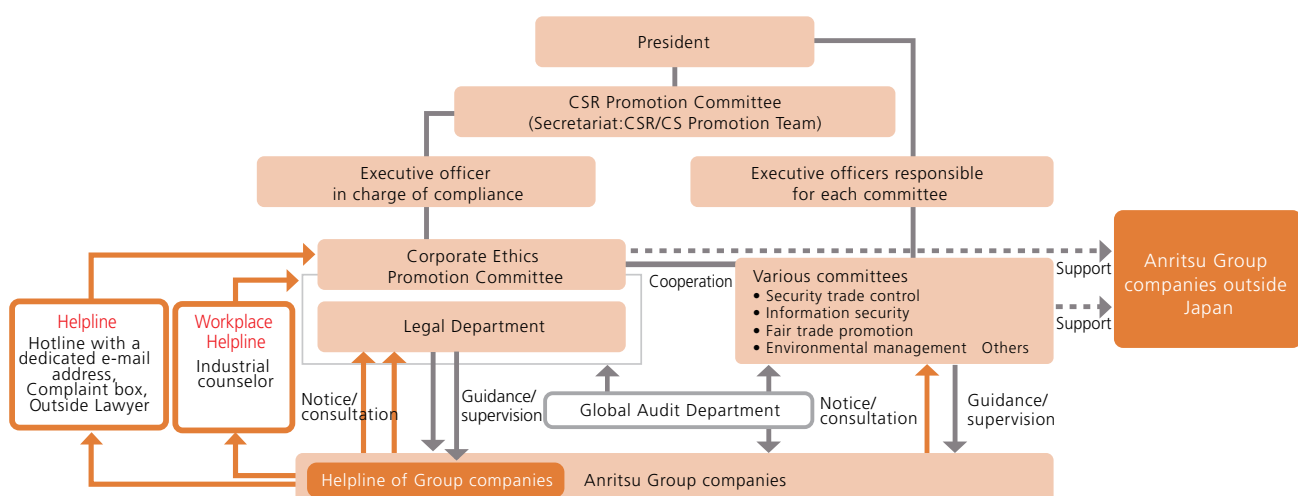 President
CSR Promotion Committee
(Secretariat:CSR/CS Promotion Team)
Executive officer
in charge of compliance
Executive officers responsible
for each committee
Corporate Ethics
Promotion Committee
Legal Department
Cooperation
Various committees
• Security trade control
• Information security
• Fair trade promotion
• Environmental management Others
Support
Support
Anritsu Group
companies outside
Japan
Helpline
Hotline with a
dedicated e-mail
address,
Complaint box,
Outside Lawyer
Workplace
Helpline
Industrial
counselor
Notice/
consultation
Guidance/
supervision
Global Audit Department
Notice/
consultation
Guidance/
supervision
Helpline of Group companies
Anritsu Group companies